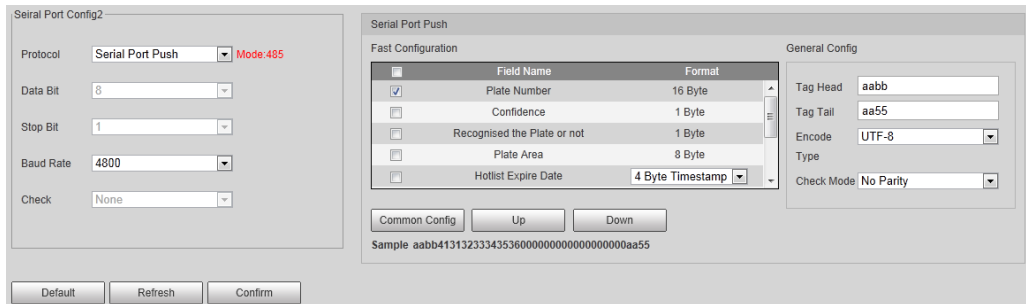 Seiral Port Config2
Protocol Serial Port Push Mode:485
Data Bit 8
Stop Bit 1
Baud Rate 4800
Check None
Serial Port Push
Fast Configuration
Field Name Format
Plate Number 16 Byte
Confidence 1 Byte
Recognised the Plate or not 1 Byte
Plate Area 8 Byte
Hotlist Expire Date 4 Byte Timestamp
Common Config Up Down
Sample aabb41313233343536000000000000000000aa55
General Config
Tag Head aabb
Tag Tail aa55
Encode UTF-8
Type
Check Mode No Parity
Default Refresh Confirm